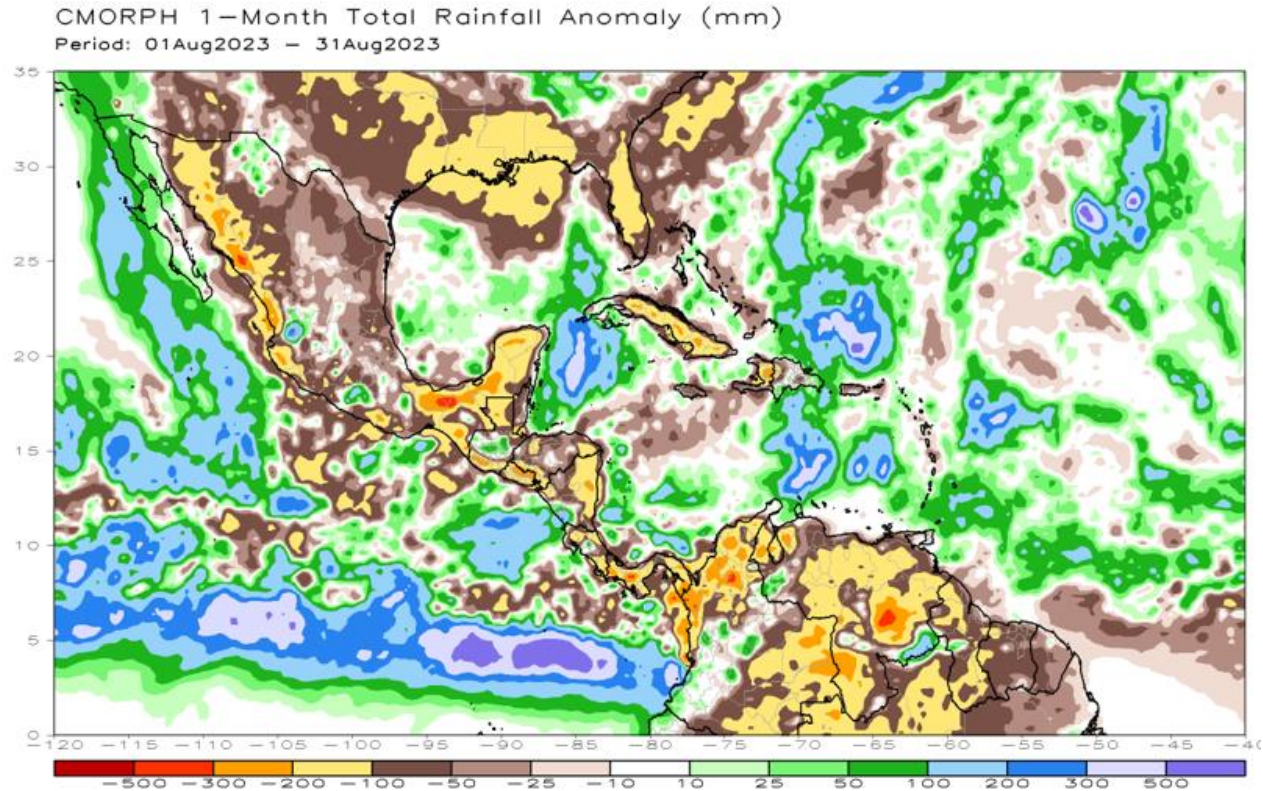 CMORPH 1-Month Total Rainfall Anomaly (mm)
Period: 01Aug2023 - 31Aug2023
35
30
25
20
15
10
5
0
-120 -115 -110 -105 -100 -95 -90 -85 -80 -75 -70 -65 -60 -55 -50 -45 -40
-500 -300 -200 -100 -50 -25 -10 10 25 50 100 200 300 500